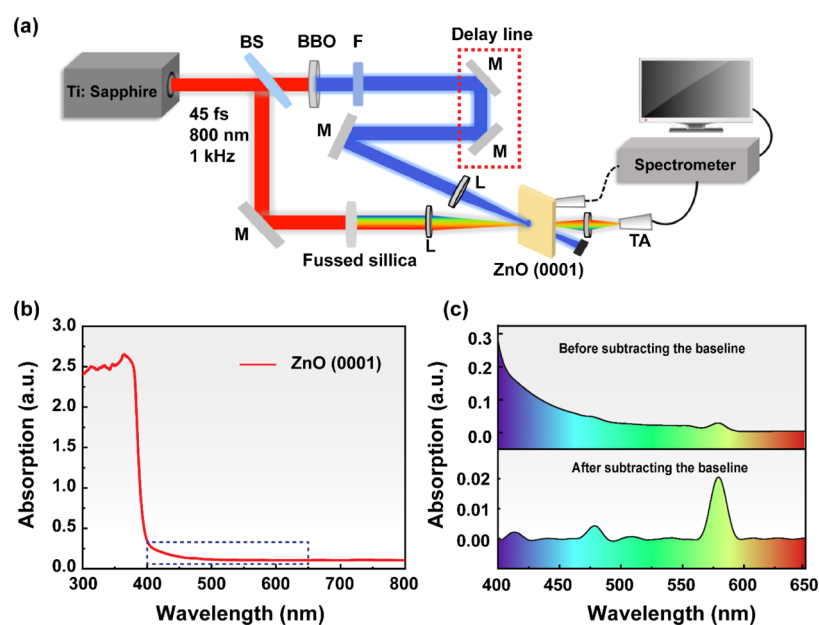 (a)
BS
BBO
F
Delay line
M
Ti: Sapphire
45 fs
800 nm
1 kHz
M
M
L
Spectrometer
M
Fussed sillica
L
TA
ZnO (0001)
(b)
3.0
2.5
2.0
1.5
1.0
0.5
0.0
Absorption (a.u.)
ZnO (0001)
300 400 500 600 700 800
Wavelength (nm)
(c)
0.3
0.2
0.1
0.0
Before subtracting the baseline
After subtracting the baseline
0.02
0.01
0.00
Absorption (a.u.)
400 450 500 550 600 650
Wavelength (nm)